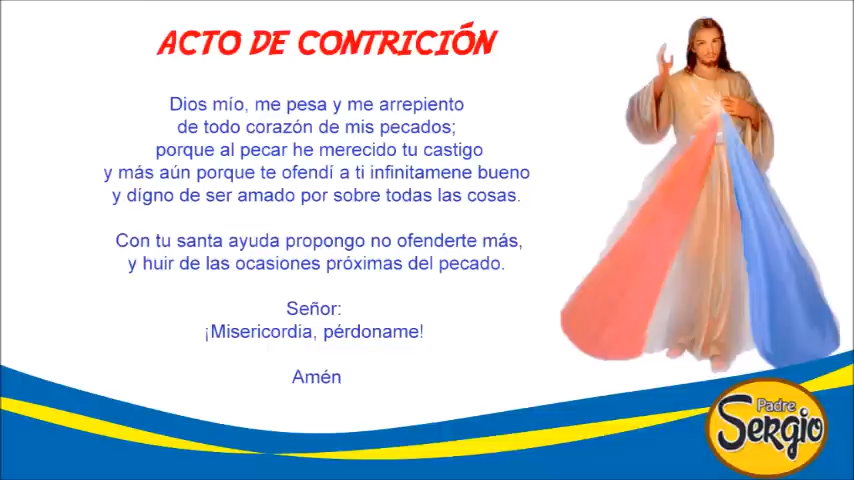 ACTO DE CONTRICIÓN
Dios mío, me pesa y me arrepiento
de todo corazón de mis pecados;
porque al pecar he merecido tu castigo
y más aún porque te ofendí a ti infinitamene bueno
y dígno de ser amado por sobre todas las cosas.
Con tu santa ayuda propongo no ofenderte más,
y huir de las ocasiones próximas del pecado.
Señor:
¡Misericordia, pérdoname!
Amén
Padre
Sergio